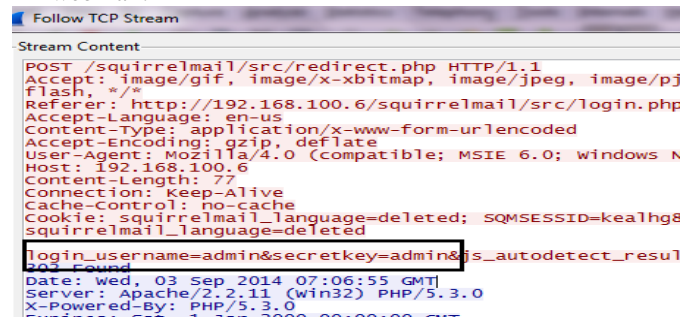 Follow TCP Stream
Stream Content
POST /squirrelmail/src/redirect.php HTTP/1.1
Accept: image/gif, image/x-xbitmap, image/jpeg, image/pj
flash, */*
Referer: http://192.168.100.6/squirrelmail/src/login.php
Accept-Language: en-us
Content-Type: application/x-www-form-urlencoded
Accept-Encoding: gzip, deflate
User-Agent: Mozilla/4.0 (compatible; MSIE 6.0; Windows N
Host: 192.168.100.6
Content-Length: 77
Connection: Keep-Alive
Cache-Control: no-cache
Cookie: squirrelmail_language=deleted; SQMSESSID=kealhg8
squirrelmail_language=deleted
login_username=admin&secretkey=admin&js_autodetect_resul
302 Found
Date: Wed, 03 Sep 2014 07:06:55 GMT
Server: Apache/2.2.11 (Win32) PHP/5.3.0
X-Powered-By: PHP/5.3.0